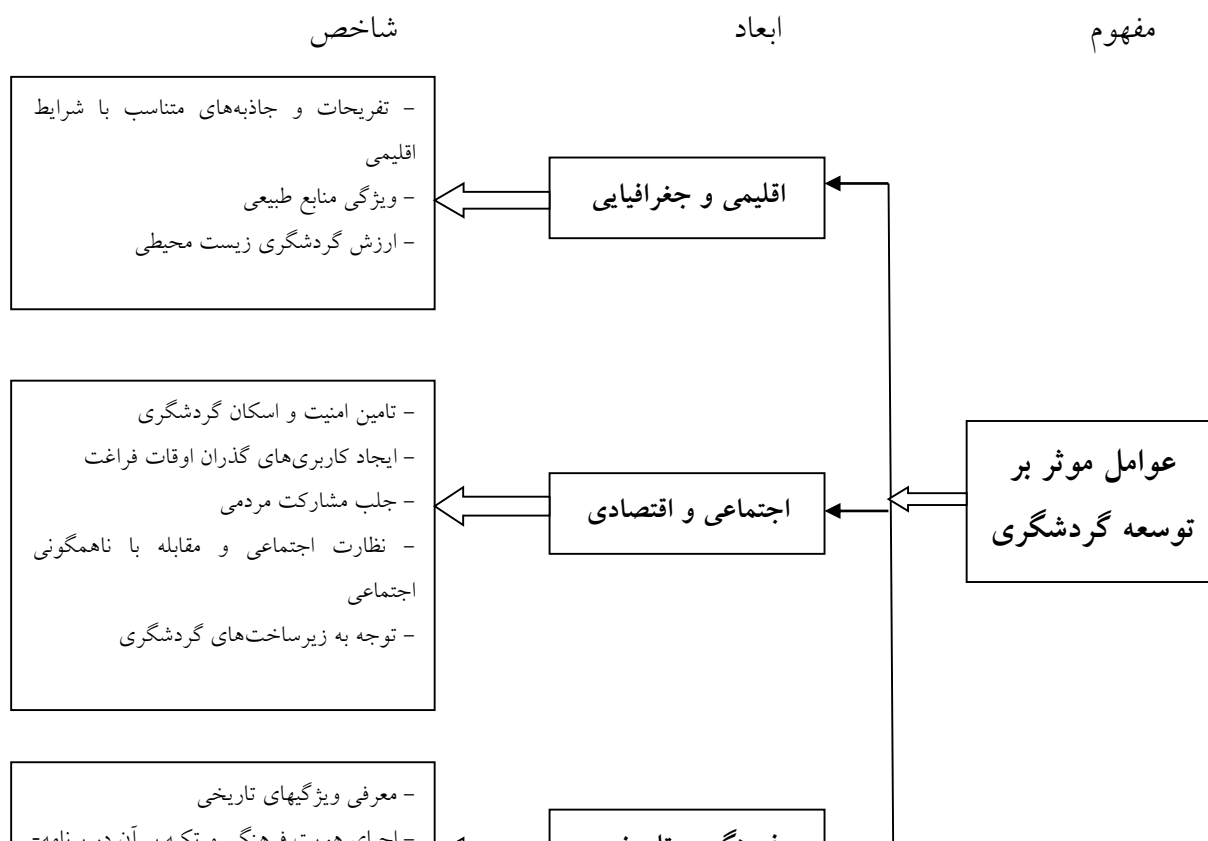 مفهوم
ابعاد
شاخص
عوامل موثر بر
توسعه گردشگری
اقلیمی و جغرافیایی
- تفریحات و جاذبه‌های متناسب با شرایط
اقلیمی
- ویژگی منابع طبیعی
- ارزش گردشگری زیست محیطی
اجتماعی و اقتصادی
- تامین امنیت و اسکان گردشگری
- ایجاد کاربری‌های گذران اوقات فراغت
- جلب مشارکت مردمی
- نظارت اجتماعی و مقابله با ناهمگونی
اجتماعی
- توجه به زیرساخت‌های گردشگری
- معرفی ویژگیهای تاریخی